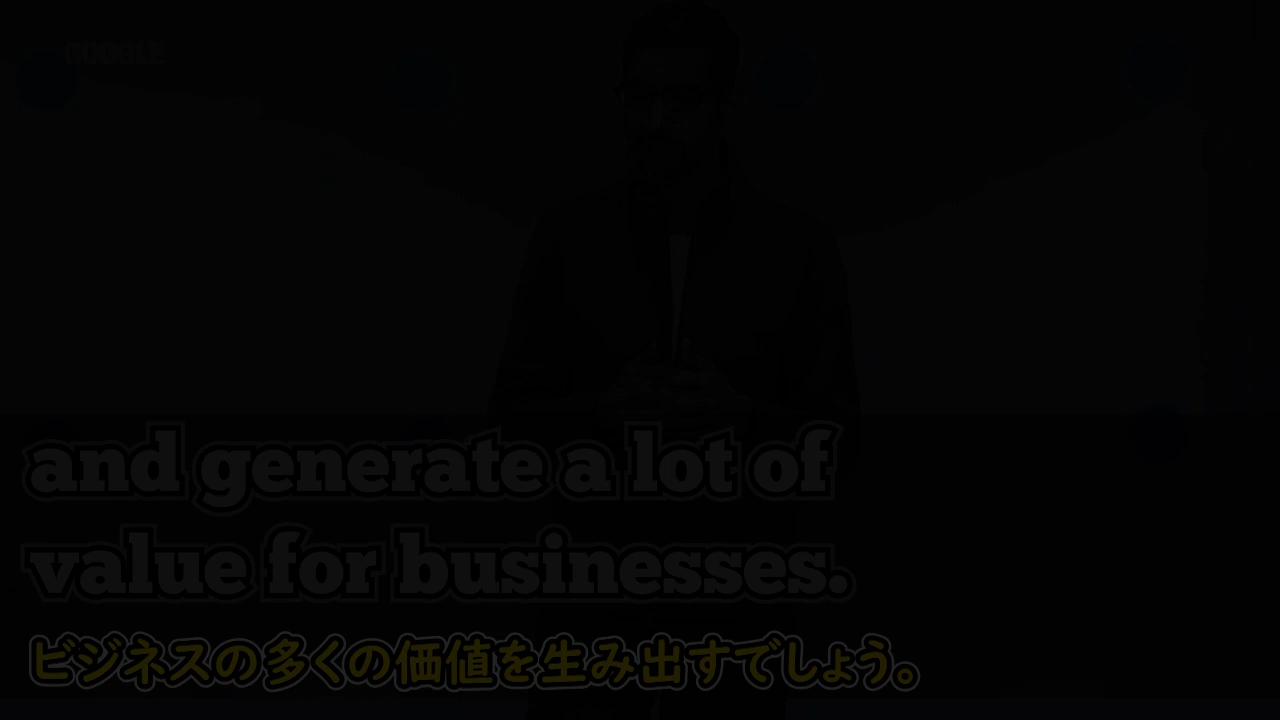 GOOGLE
and generate a lot of
value for businesses.
ビジネスの多くの価値を生み出すでしょう。